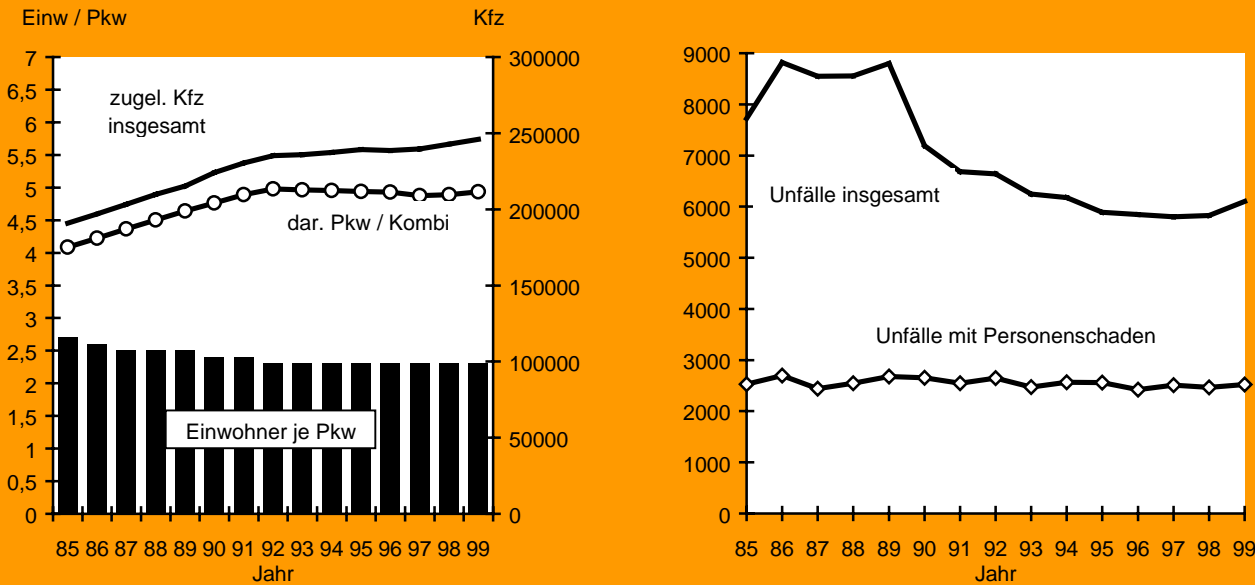 Einw / Pkw
Kfz
7
6,5
6
5,5
5
4,5
4
3,5
3
2,5
2
1,5
1
0,5
0
zugel. Kfz
insgesamt
dar. Pkw / Kombi
Einwohner je Pkw
300000
250000
200000
150000
100000
50000
0
85 86 87 88 89 90 91 92 93 94 95 96 97 98 99
Jahr
9000
8000
7000
6000
5000
4000
3000
2000
1000
0
Unfälle insgesamt
Unfälle mit Personenschaden
85 86 87 88 89 90 91 92 93 94 95 96 97 98 99
Jahr